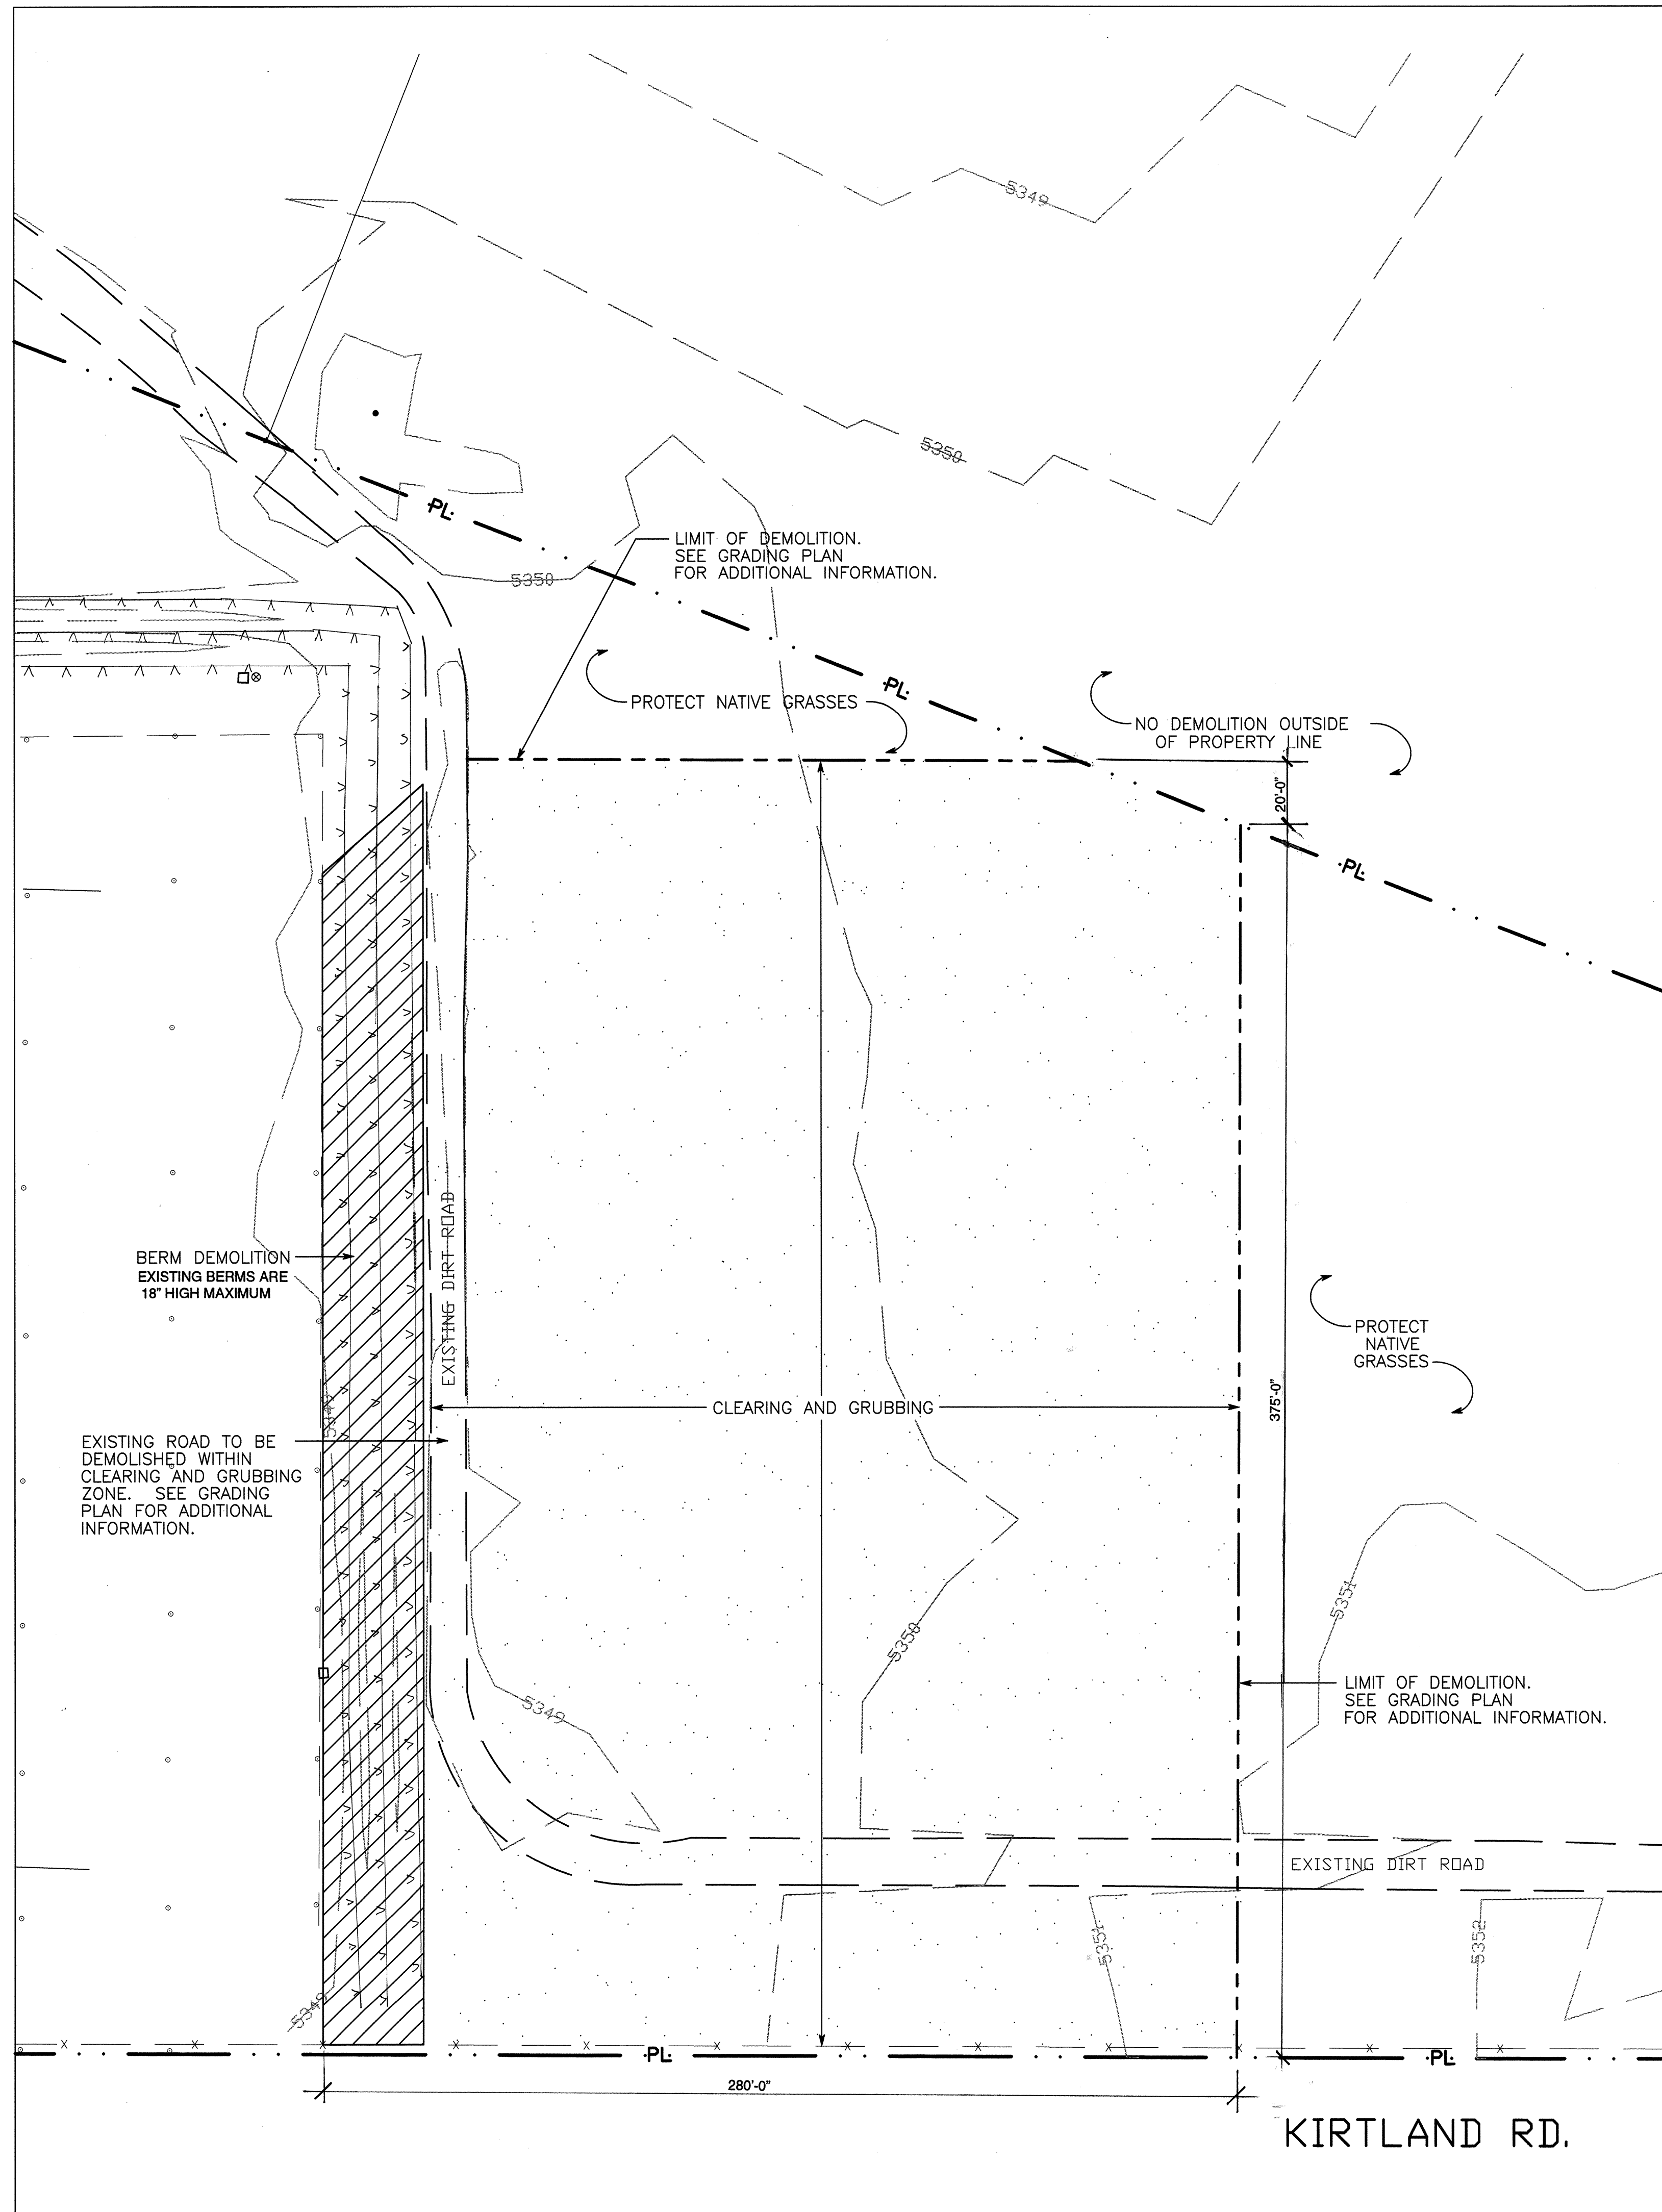 5349
5350
PL
LIMIT OF DEMOLITION.
SEE GRADING PLAN
FOR ADDITIONAL INFORMATION.
5350
PL
PROTECT NATIVE GRASSES
NO DEMOLITION OUTSIDE
OF PROPERTY LINE
20'-0"
PL
EXISTING DIRT ROAD
BERM DEMOLITION
EXISTING BERMS ARE
18" HIGH MAXIMUM
PROTECT
NATIVE
GRASSES
375'-0"
CLEARING AND GRUBBING
5349
EXISTING ROAD TO BE
DEMOLISHED WITHIN
CLEARING AND GRUBBING
ZONE. SEE GRADING
PLAN FOR ADDITIONAL
INFORMATION.
5351
5350
LIMIT OF DEMOLITION.
SEE GRADING PLAN
FOR ADDITIONAL INFORMATION.
5349
EXISTING DIRT ROAD
5351
5352
5349
PL
PL
280'-0"
KIRTLAND RD.